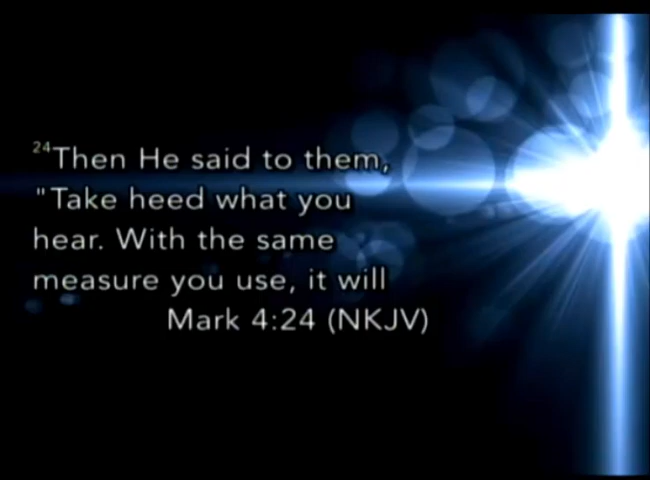 24Then He said to them,
"Take heed what you
hear. With the same
measure you use, it will
Mark 4:24 (NKJV)